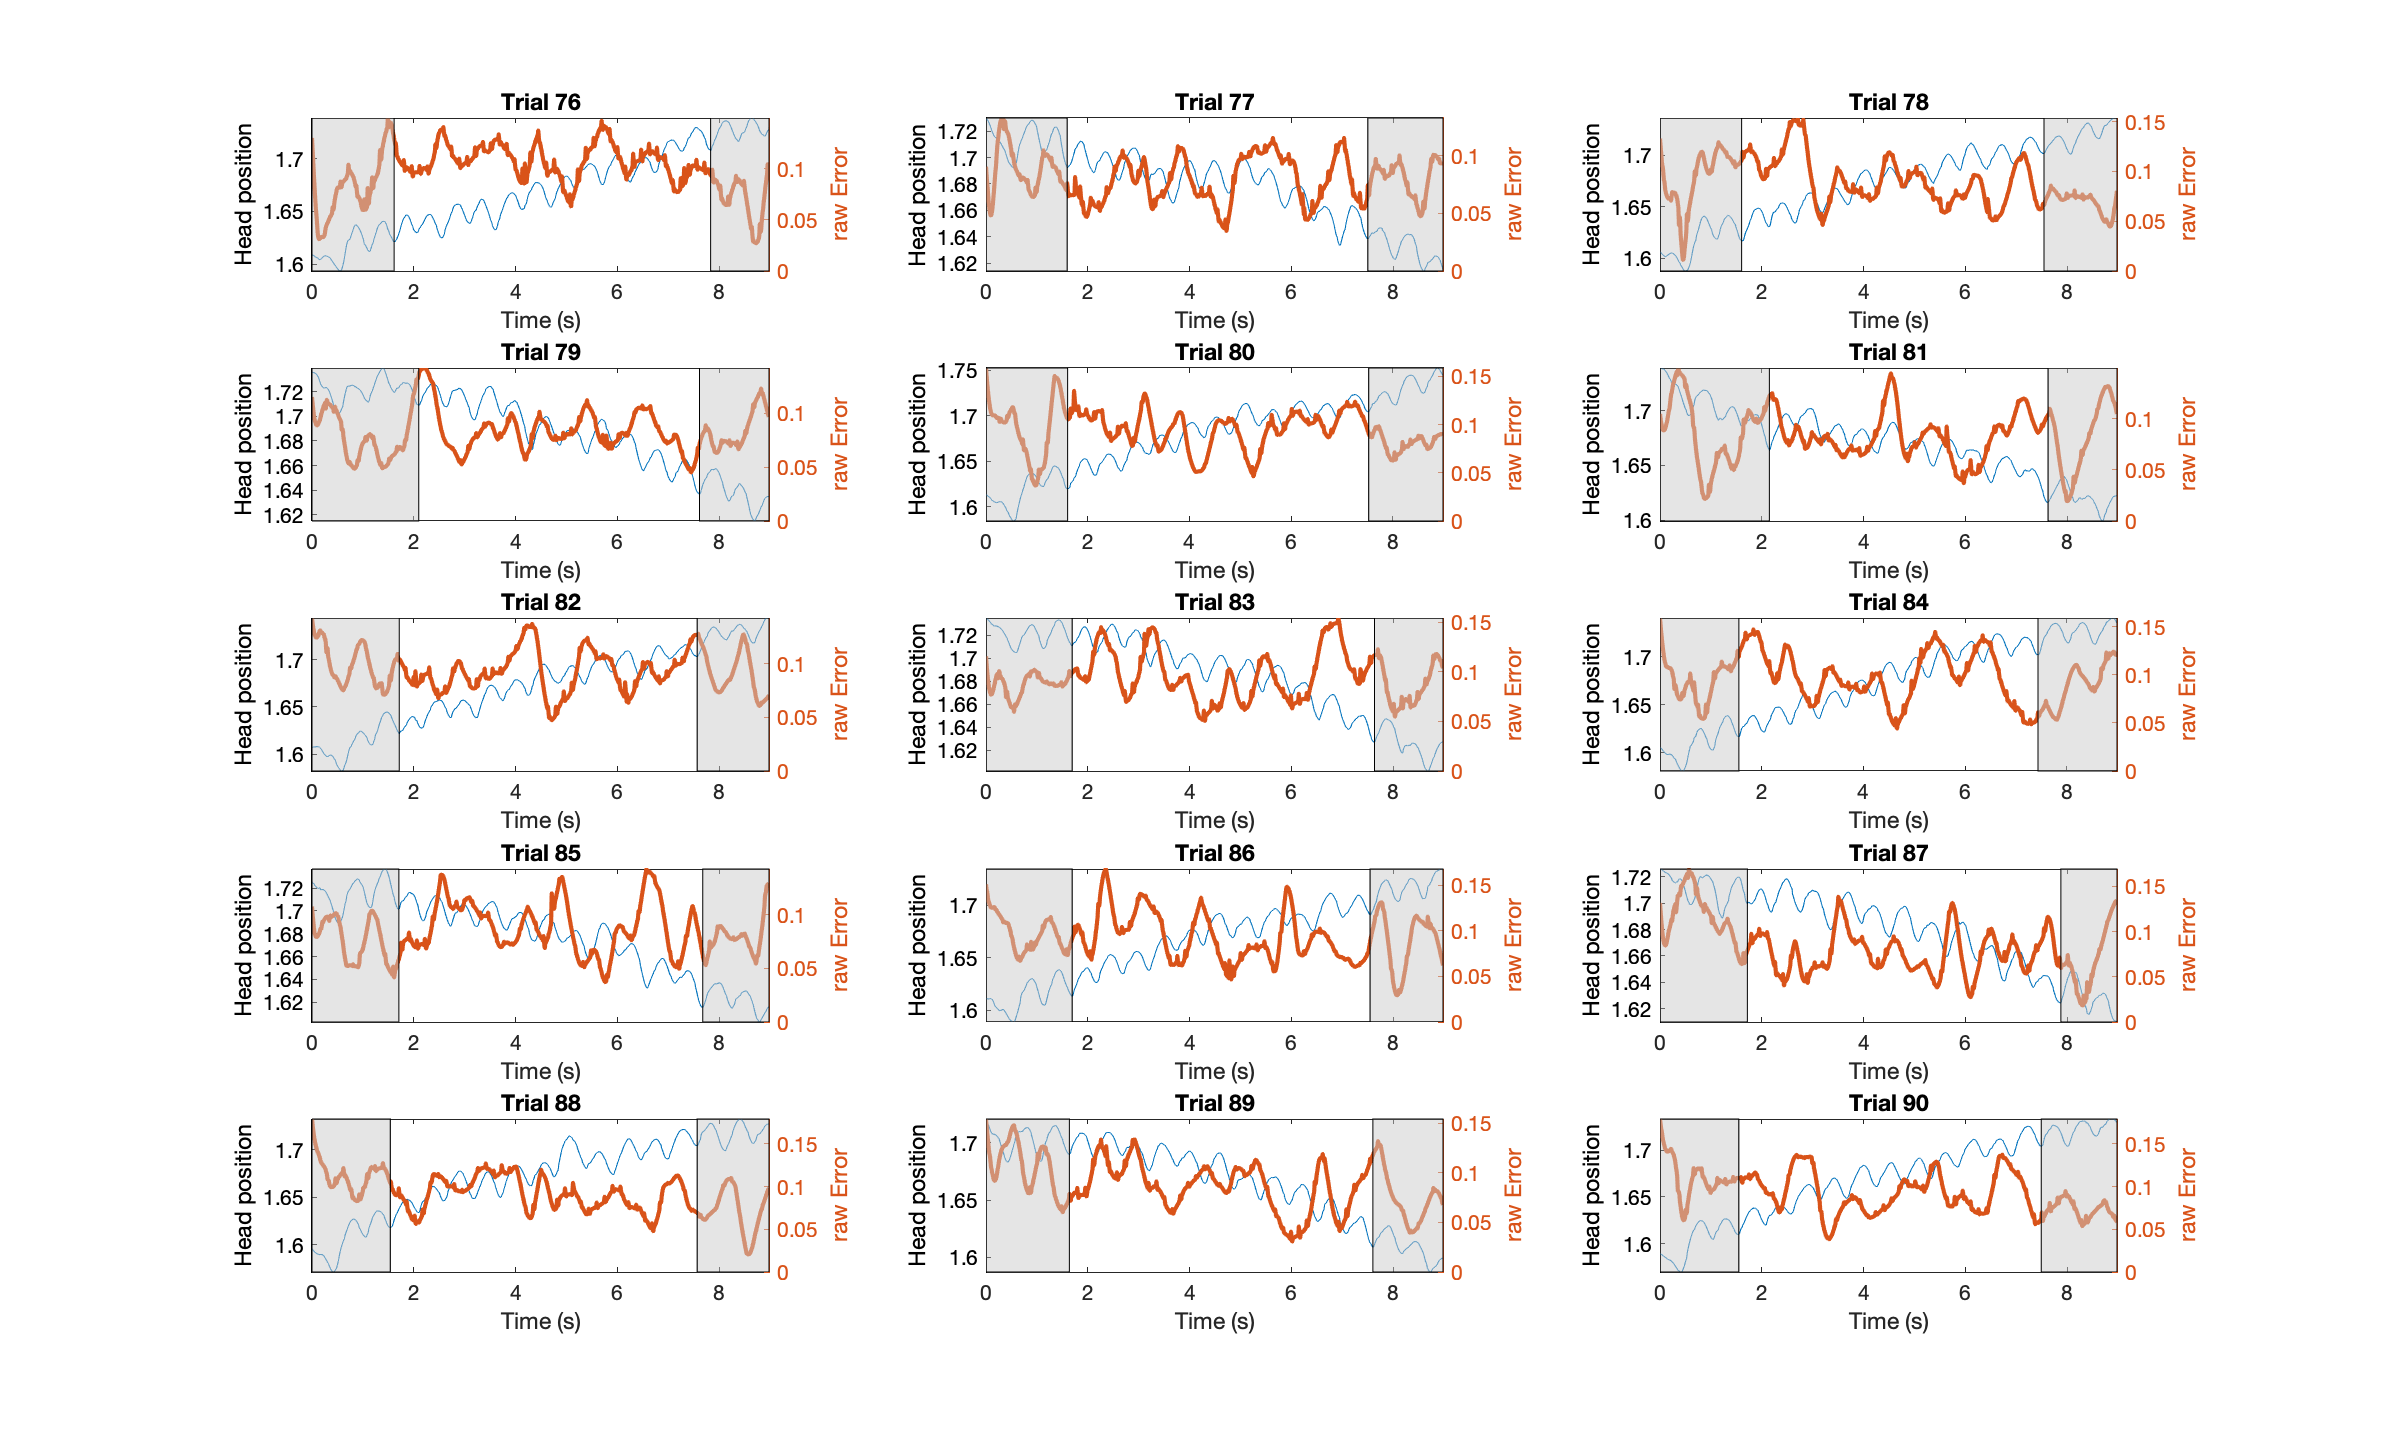 Trial 76
Head position
1.7
1.65
1.6
0.1
0.05
0
raw Error
0 2 4 6 8
Time (s)
Trial 77
Head position
1.72
1.7
1.68
1.66
1.64
1.62
0.1
0.05
0
raw Error
0 2 4 6 8
Time (s)
Trial 78
Head position
1.7
1.65
1.6
0.15
0.1
0.05
0
raw Error
0 2 4 6 8
Time (s)
Trial 79
Head position
1.72
1.7
1.68
1.66
1.64
1.62
0.1
0.05
0
raw Error
0 2 4 6 8
Time (s)
Trial 80
Head position
1.75
1.7
1.65
1.6
0.15
0.1
0.05
0
raw Error
0 2 4 6 8
Time (s)
Trial 81
Head position
1.7
1.65
1.6
0.1
0.05
0
raw Error
0 2 4 6 8
Time (s)
Trial 82
Head position
1.7
1.65
1.6
0.1
0.05
0
raw Error
0 2 4 6 8
Time (s)
Trial 83
Head position
1.72
1.7
1.68
1.66
1.64
1.62
0.15
0.1
0.05
0
raw Error
0 2 4 6 8
Time (s)
Trial 84
Head position
1.7
1.65
1.6
0.15
0.1
0.05
0
raw Error
0 2 4 6 8
Time (s)
Trial 85
Head position
1.72
1.7
1.68
1.66
1.64
1.62
0.1
0.05
0
raw Error
0 2 4 6 8
Time (s)
Trial 86
Head position
1.7
1.65
1.6
0.15
0.1
0.05
0
raw Error
0 2 4 6 8
Time (s)
Trial 87
Head position
1.72
1.7
1.68
1.66
1.64
1.62
0.15
0.1
0.05
0
raw Error
0 2 4 6 8
Time (s)
Trial 88
Head position
1.7
1.65
1.6
0.15
0.1
0.05
0
raw Error
0 2 4 6 8
Time (s)
Trial 89
Head position
1.7
1.65
1.6
0.15
0.1
0.05
0
raw Error
0 2 4 6 8
Time (s)
Trial 90
Head position
1.7
1.65
1.6
0.15
0.1
0.05
0
raw Error
0 2 4 6 8
Time (s)